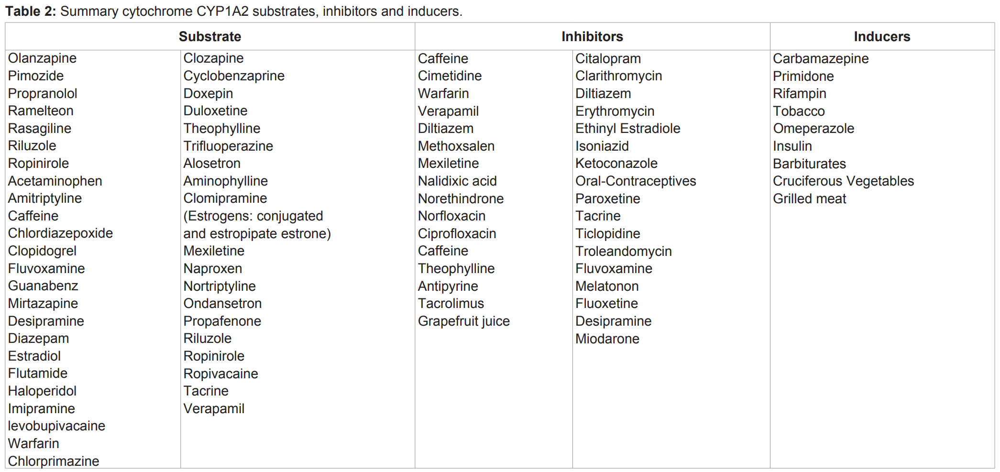 Table 2: Summary cytochrome CYP1A2 substrates, inhibitors and inducers.
Substrate
Inhibitors
Inducers
Olanzapine
Pimozide
Propranolol
Ramelteon
Rasagiline
Riluzole
Ropinirole
Acetaminophen
Amitriptyline
Caffeine
Chlordiazepoxide
Clopidogrel
Fluvoxamine
Guanabenz
Mirtazapine
Desipramine
Diazepam
Estradiol
Flutamide
Haloperidol
Imipramine
levobupivacaine
Warfarin
Chlorprimazine
Clozapine
Cyclobenzaprine
Doxepin
Duloxetine
Theophylline
Trifluoperazine
Alosetron
Aminophylline
Clomipramine
(Estrogens: conjugated
and estropipate estrone)
Mexiletine
Naproxen
Nortriptyline
Ondansetron
Propafenone
Riluzole
Ropinirole
Ropivacaine
Tacrine
Verapamil
Caffeine
Cimetidine
Warfarin
Verapamil
Diltiazem
Methoxsalen
Mexiletine
Nalidixic acid
Norethindrone
Norfloxacin
Ciprofloxacin
Caffeine
Theophylline
Antipyrine
Tacrolimus
Grapefruit juice
Citalopram
Clarithromycin
Diltiazem
Erythromycin
Ethinyl Estradiole
Isoniazid
Ketoconazole
Oral-Contraceptives
Paroxetine
Tacrine
Ticlopidine
Troleandomycin
Fluvoxamine
Melatonon
Fluoxetine
Desipramine
Miodarone
Carbamazepine
Primidone
Rifampin
Tobacco
Omeperazole
Insulin
Barbiturates
Cruciferous Vegetables
Grilled meat